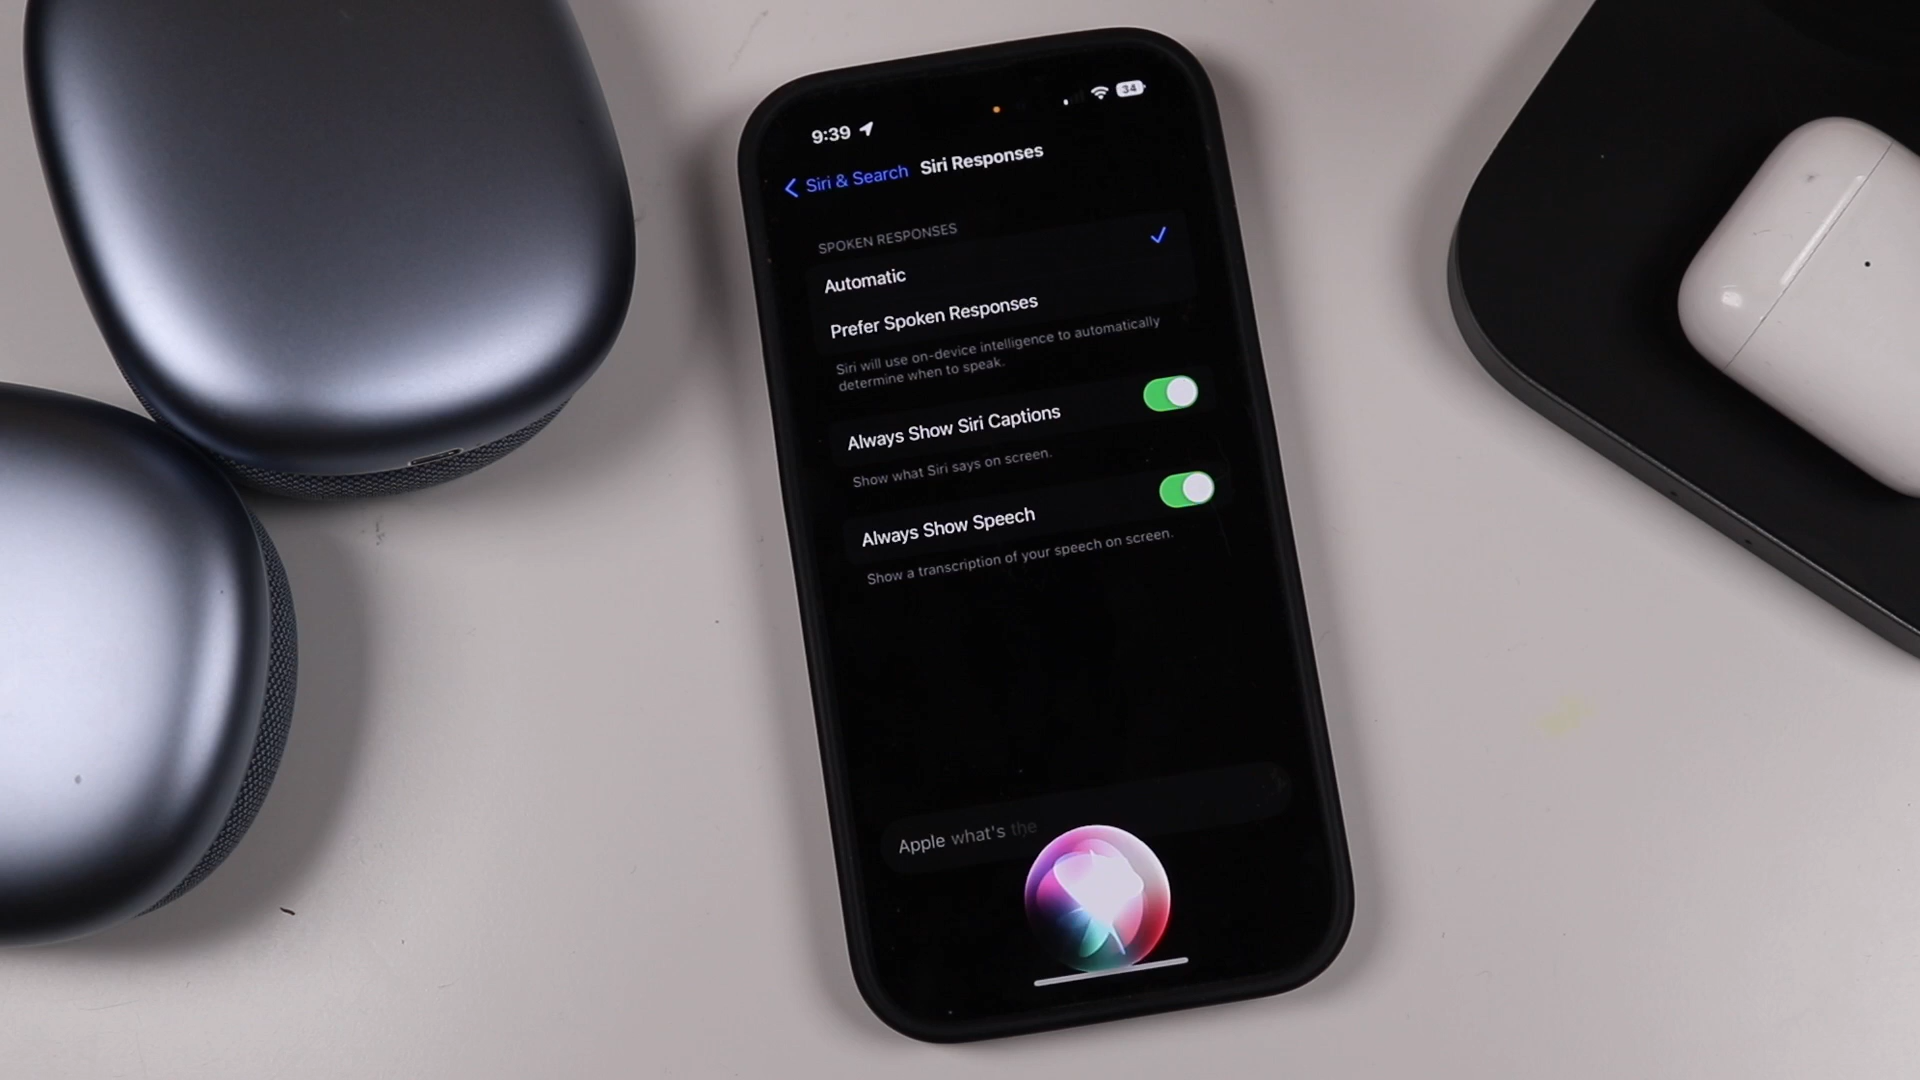 9:39
34
Siri & Search
Siri Responses
SPOKEN RESPONSES
Automatic
Prefer Spoken Responses
Siri will use on-device intelligence to automatically
determine when to speak.
Always Show Siri Captions
Show what Siri says on screen.
Always Show Speech
Show a transcription of your speech on screen.
Apple what's the